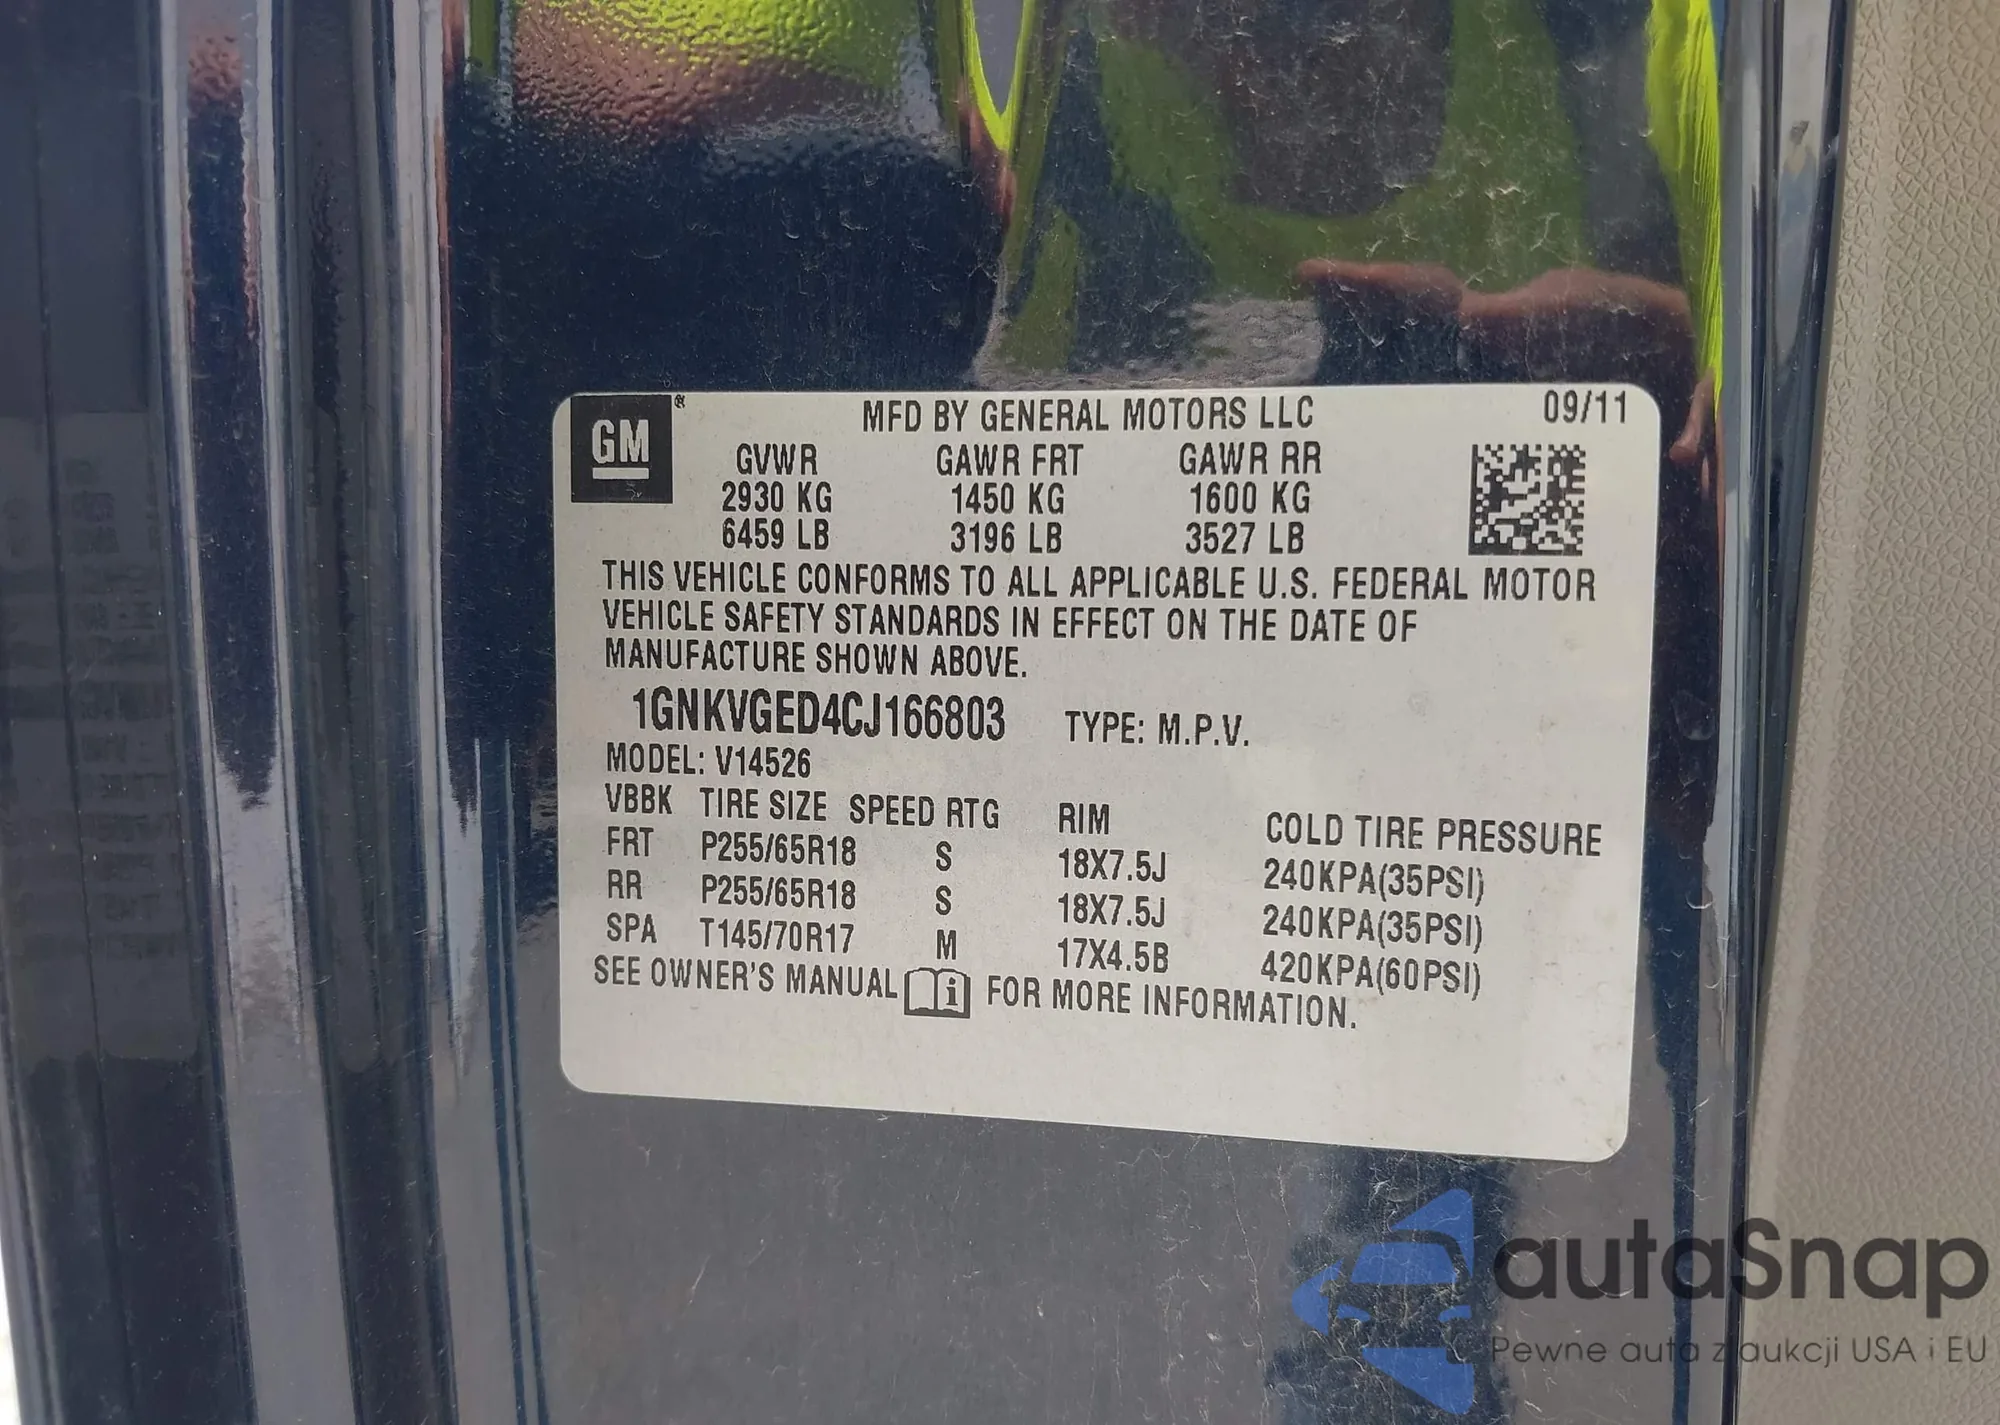 GM ®
MFD BY GENERAL MOTORS LLC 09/11
GVWR GAWR FRT GAWR RR
2930 KG 1450 KG 1600 KG
6459 LB 3196 LB 3527 LB
THIS VEHICLE CONFORMS TO ALL APPLICABLE U.S. FEDERAL MOTOR
VEHICLE SAFETY STANDARDS IN EFFECT ON THE DATE OF
MANUFACTURE SHOWN ABOVE.
1GNKVGED4CJ166803 TYPE: M.P.V.
MODEL: V14526
VBBK TIRE SIZE SPEED RTG RIM COLD TIRE PRESSURE
FRT P255/65R18 S 18X7.5J 240KPA(35PSI)
RR P255/65R18 S 18X7.5J 240KPA(35PSI)
SPA T145/70R17 M 17X4.5B 420KPA(60PSI)
SEE OWNER'S MANUAL i FOR MORE INFORMATION.
autaSnap
Pewne auta z aukcji USA i EU